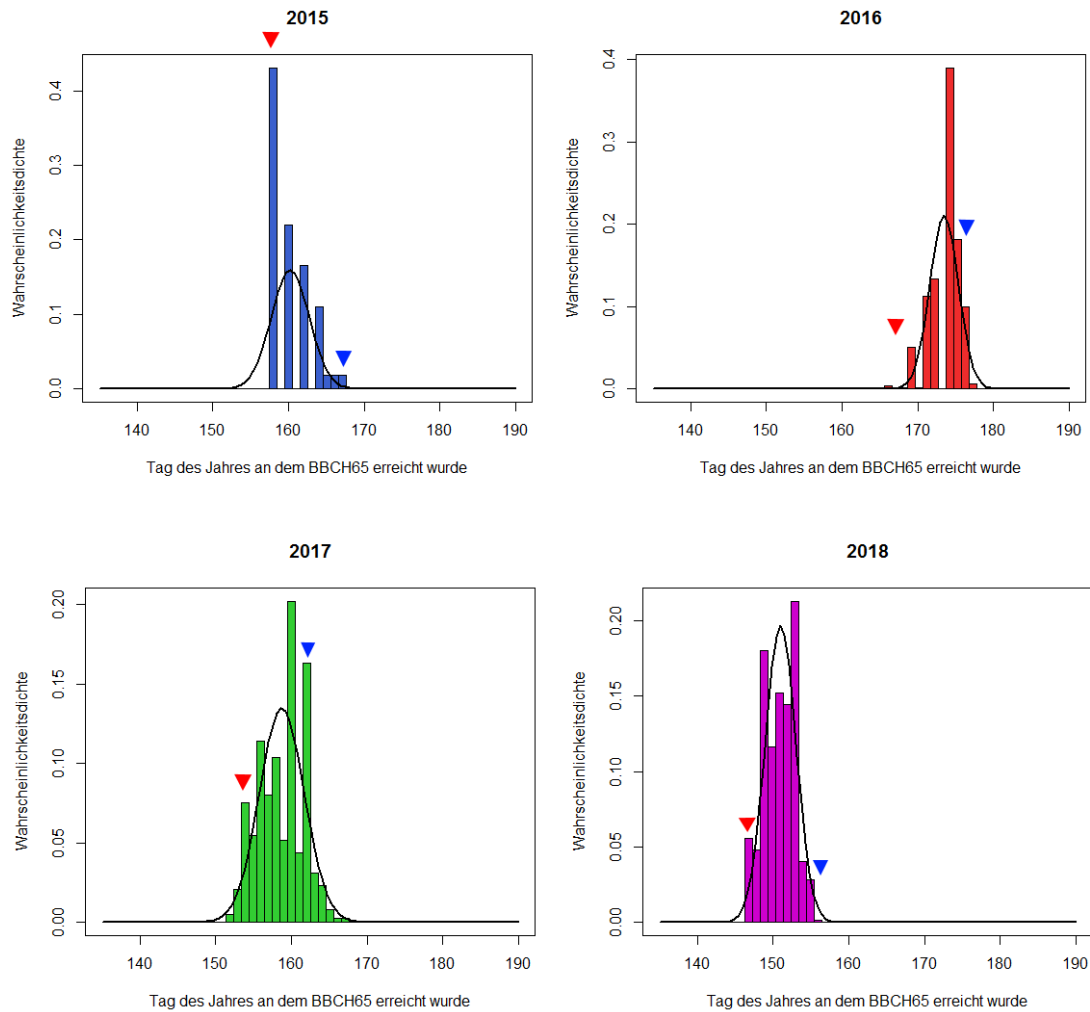 2015
0.4
0.3
0.2
0.1
0.0
Wahrscheinlichkeitsdichte
140 150 160 170 180 190
Tag des Jahres an dem BBCH65 erreicht wurde
2016
0.4
0.3
0.2
0.1
0.0
Wahrscheinlichkeitsdichte
140 150 160 170 180 190
Tag des Jahres an dem BBCH65 erreicht wurde
2017
0.20
0.15
0.10
0.05
0.00
Wahrscheinlichkeitsdichte
140 150 160 170 180 190
Tag des Jahres an dem BBCH65 erreicht wurde
2018
0.20
0.15
0.10
0.05
0.00
Wahrscheinlichkeitsdichte
140 150 160 170 180 190
Tag des Jahres an dem BBCH65 erreicht wurde